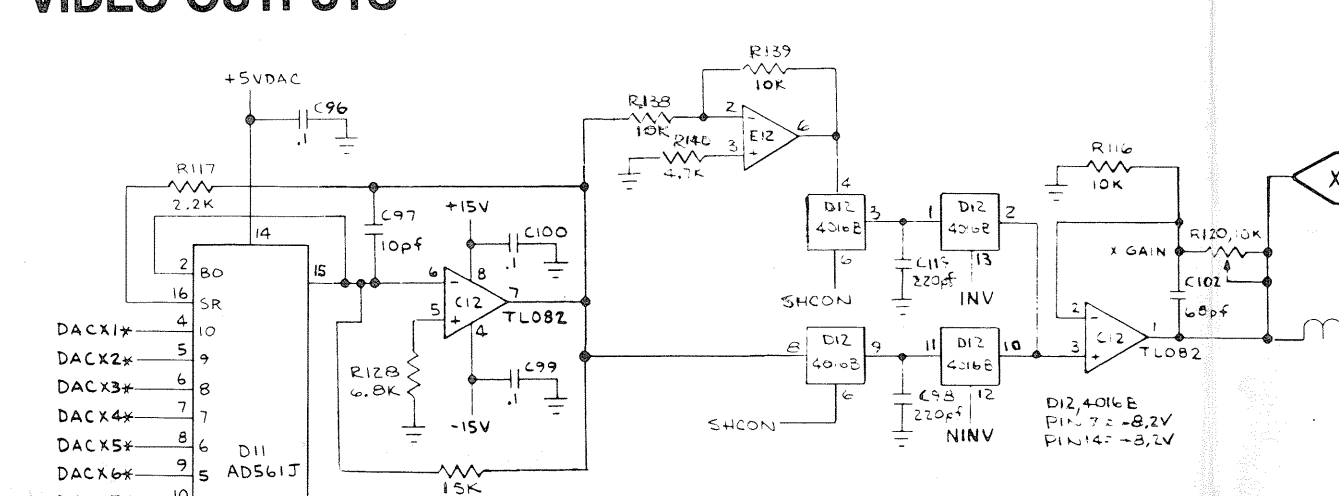 VIDEO OUTPUTS
+5VDAC
C96
.1
R139
10K
R138
10K
2
E12
6
R140
3
4.7K
R117
2.2K
C97
10pf
+15V
C100
.1
14
2
BO
15
16
SR
6
8
C12
7
TL082
5
4
R128
6.8K
C99
.1
-15V
15K
DACX1*
4
10
DACX2*
5
9
DACX3*
6
8
DACX4*
7
7
DACX5*
8
6
DACX6*
9
5
D11
AD561J
10
4
D12
4016B
3
1
D12
4016B
2
6
SHCON
220pf
13
INV
8
D12
9
11
D12
4016B
10
6
SHCON
C98
220pf
12
NINV
R116
10K
R120, 10K
X GAIN
C102
68pf
2
3
C12
1
TL082
D12, 4016B
PIN 7 = -8.2V
X